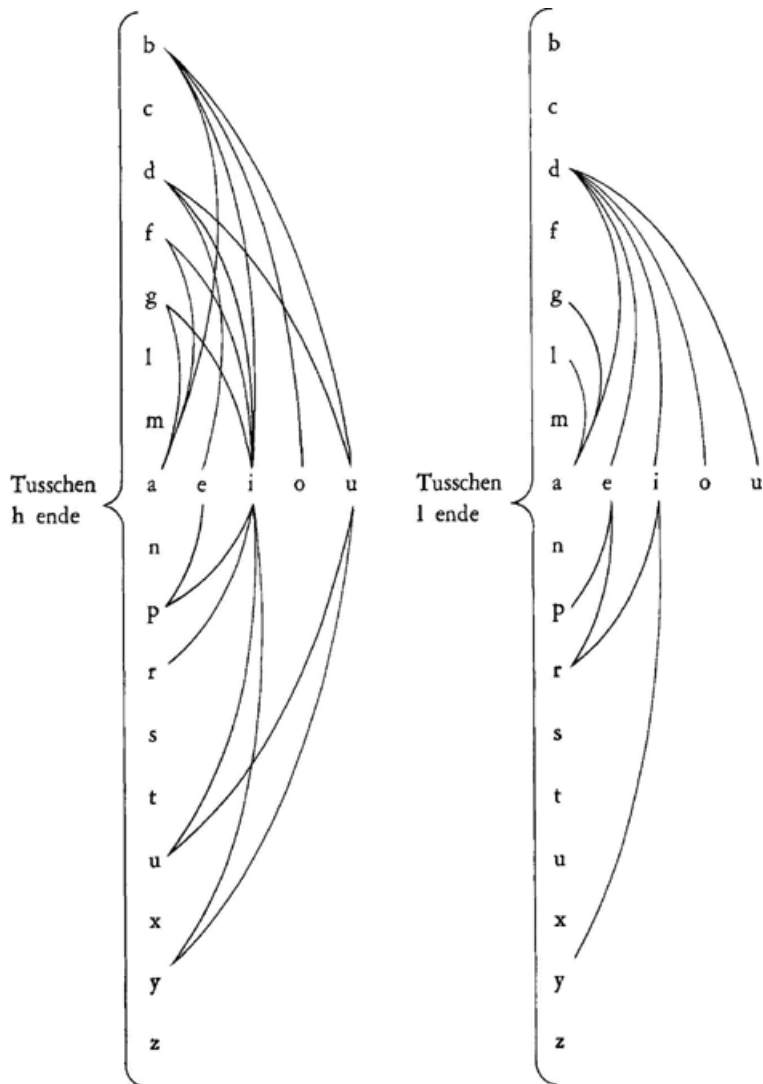 b b
c c
d d
f f
g g
l l
m m
Tusschen a e i o u Tusschen a e i o u
h ende l ende
n n
p p
r r
s s
t t
u u
x x
y y
z z